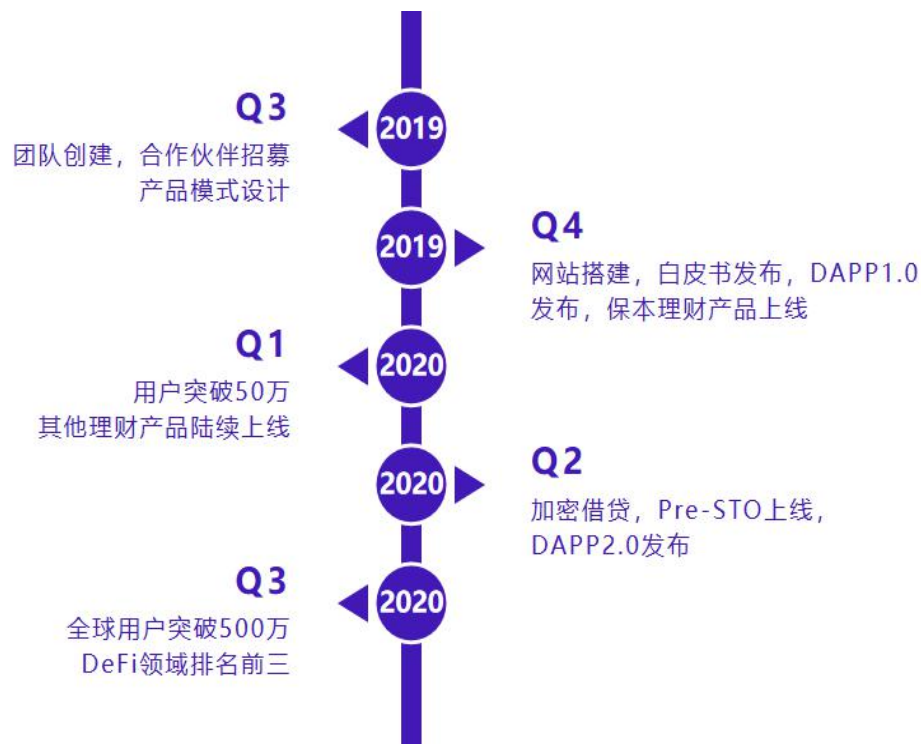 Q3
2019
团队创建，合作伙伴招募
产品模式设计
2019
Q4
网站搭建，白皮书发布，DAPP1.0
发布，保本理财产品上线
Q1
2020
用户突破50万
其他理财产品陆续上线
2020
Q2
加密借贷，Pre-STO上线，
DAPP2.0发布
Q3
2020
全球用户突破500万
DeFi领域排名前三